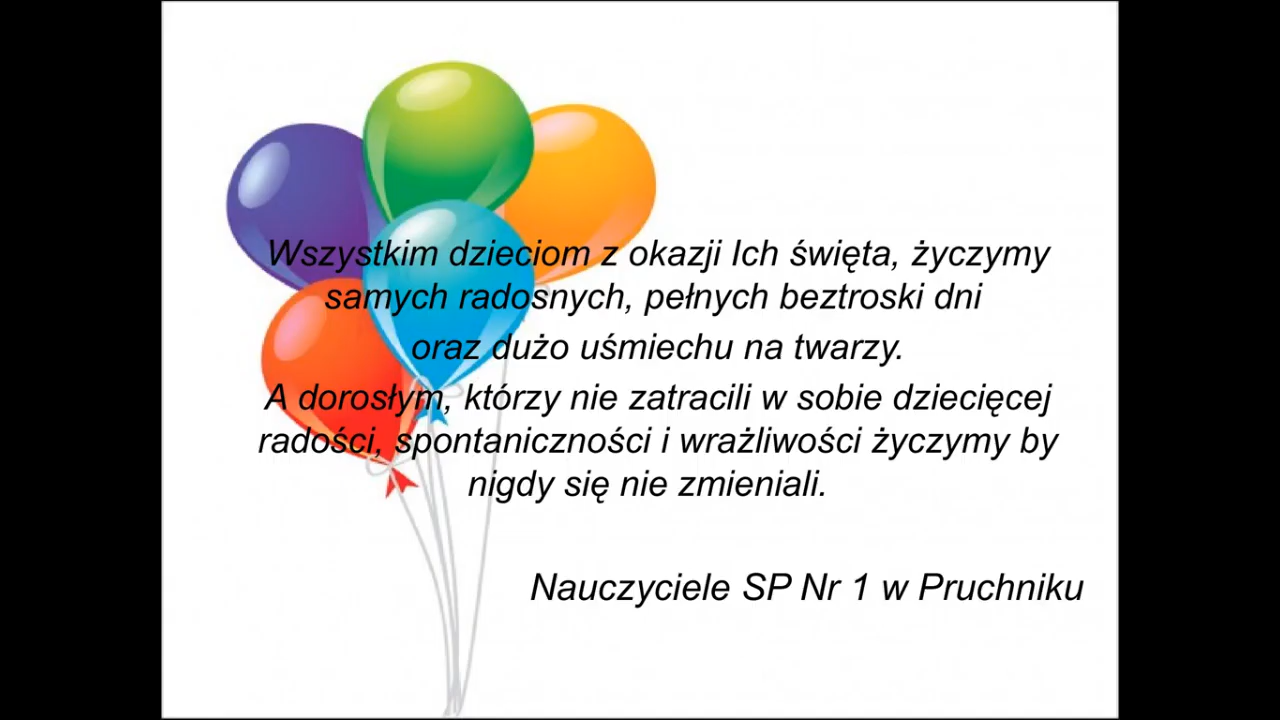 Wszystkim dzieciom z okazji Ich święta, życzymy
samych radosnych, pełnych beztroski dni
oraz dużo uśmiechu na twarzy.
A dorosłym, którzy nie zatracili w sobie dziecięcej
radości, spontaniczności i wrażliwości życzymy by
nigdy się nie zmieniali.
Nauczyciele SP Nr 1 w Pruchniku